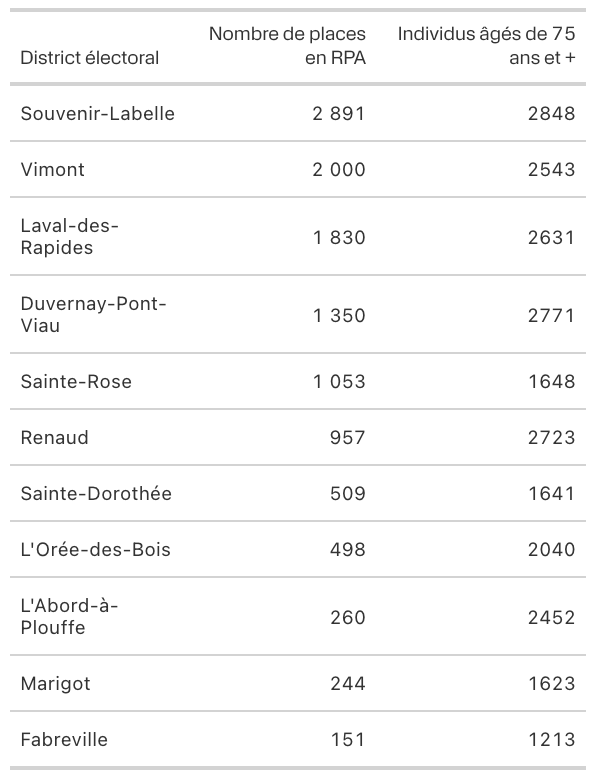 District électoral Nombre de places en RPA Individus âgés de 75 ans et +
Souvenir-Labelle 2 891 2848
Vimont 2 000 2543
Laval-des-
Rapides 1 830 2631
Duvernay-Pont-
Viau 1 350 2771
Sainte-Rose 1 053 1648
Renaud 957 2723
Sainte-Dorothée 509 1641
L'Orée-des-Bois 498 2040
L'Abord-à-
Plouffe 260 2452
Marigot 244 1623
Fabreville 151 1213